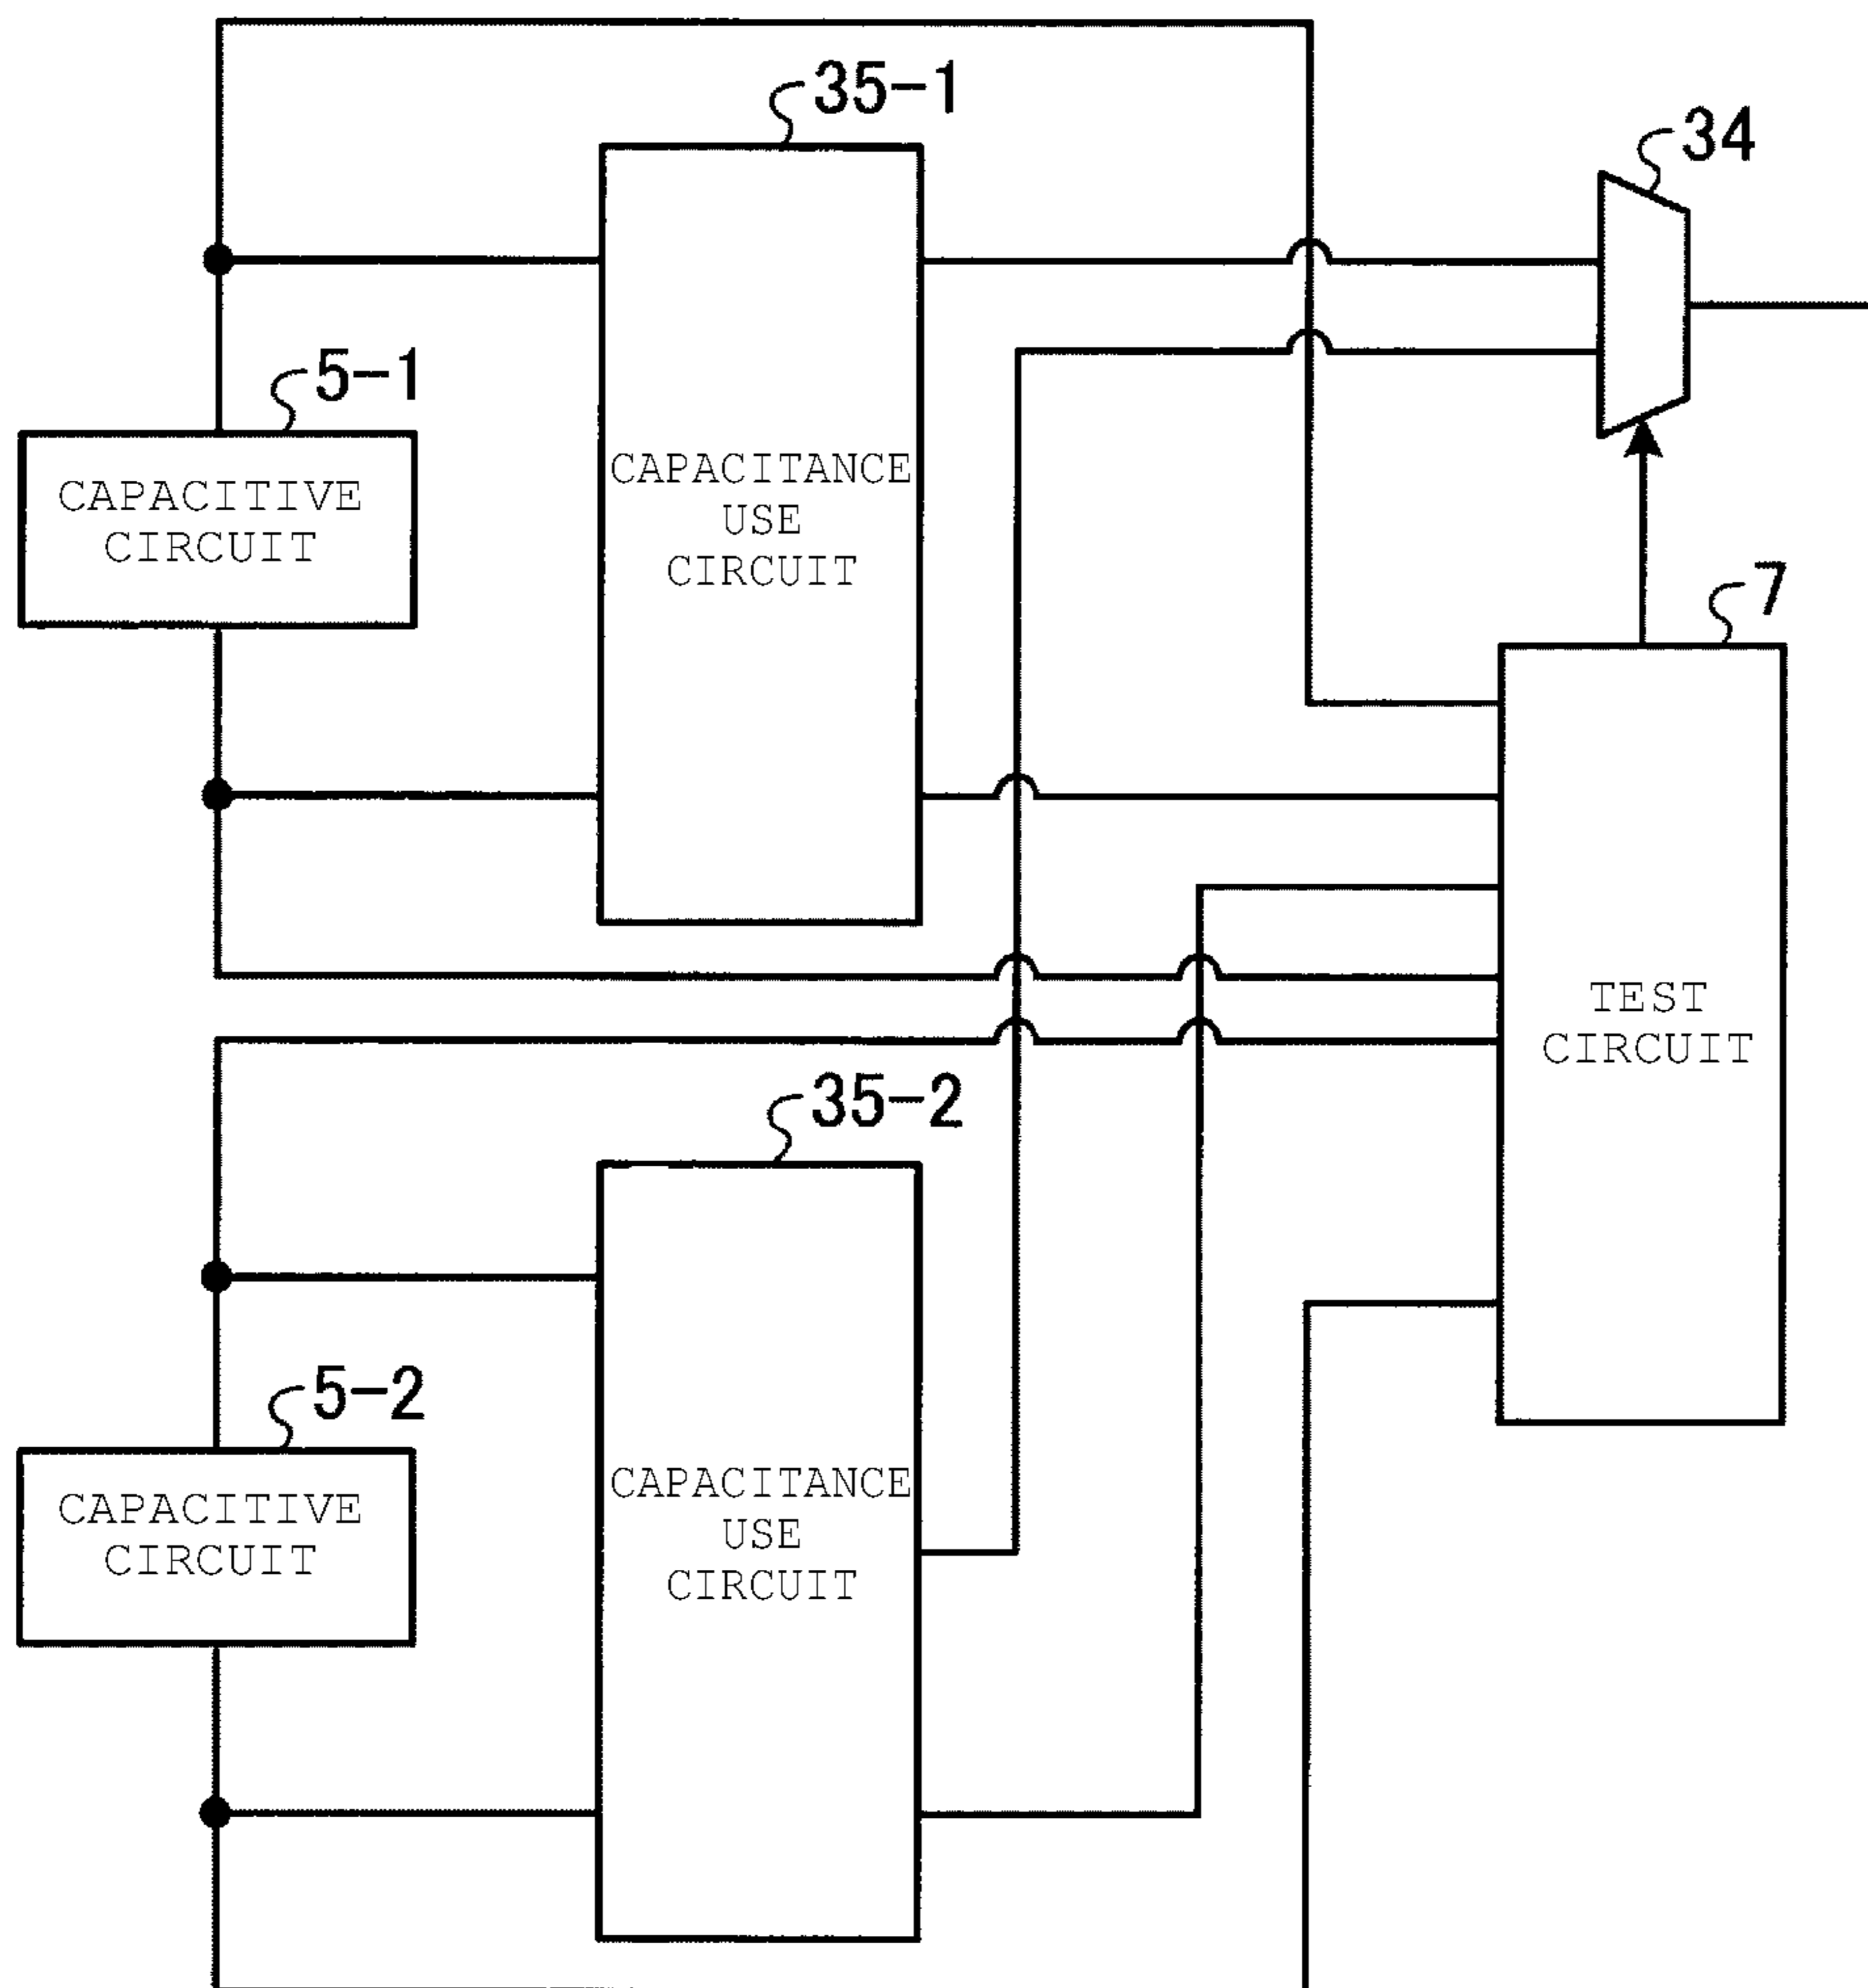 35-1
34
5-1
CAPACITIVE
CIRCUIT
CAPACITANCE
USE
CIRCUIT
7
TEST
CIRCUIT
35-2
5-2
CAPACITIVE
CIRCUIT
CAPACITANCE
USE
CIRCUIT